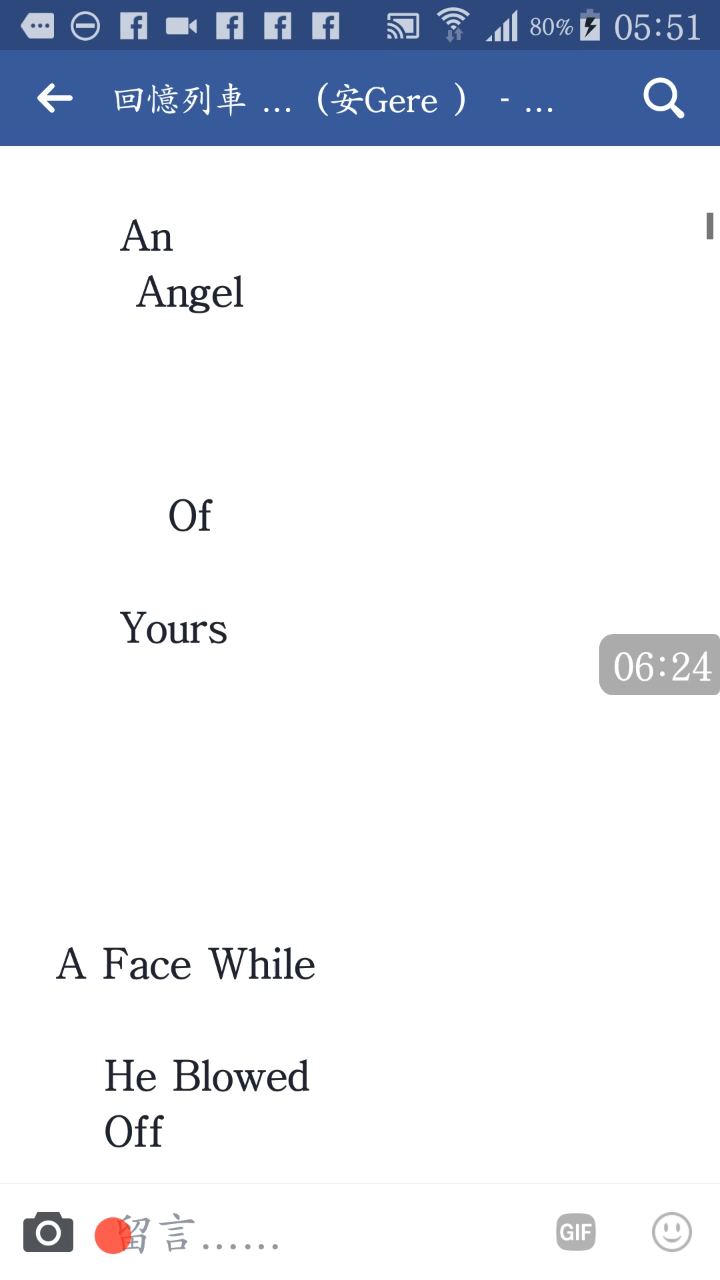 80% 05:51
回憶列車 ... (安Gere ) - ...
An
Angel
Of
Yours
06:24
A Face While
He Blowed
Off
留言......
GIF